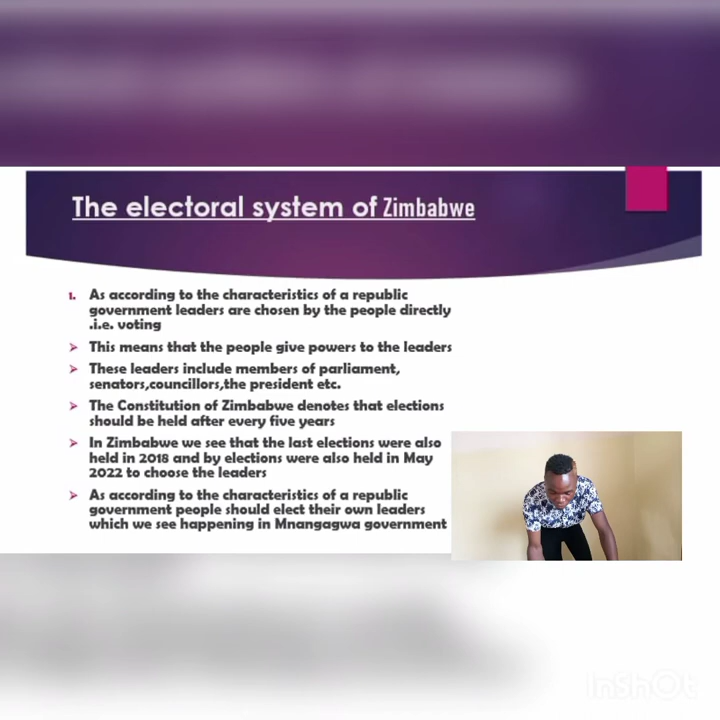 The electoral system of Zimbabwe
1. As according to the characteristics of a republic
government leaders are chosen by the people directly
.i.e. voting
➢ This means that the people give powers to the leaders
➢ These leaders include members of parliament,
senators,councillors,the president etc.
➢ The Constitution of Zimbabwe denotes that elections
should be held after every five years
➢ In Zimbabwe we see that the last elections were also
held in 2018 and by elections were also held in May
2022 to choose the leaders
➢ As according to the characteristics of a republic
government people should elect their own leaders
which we see happening in Mnangagwa government
InShOt